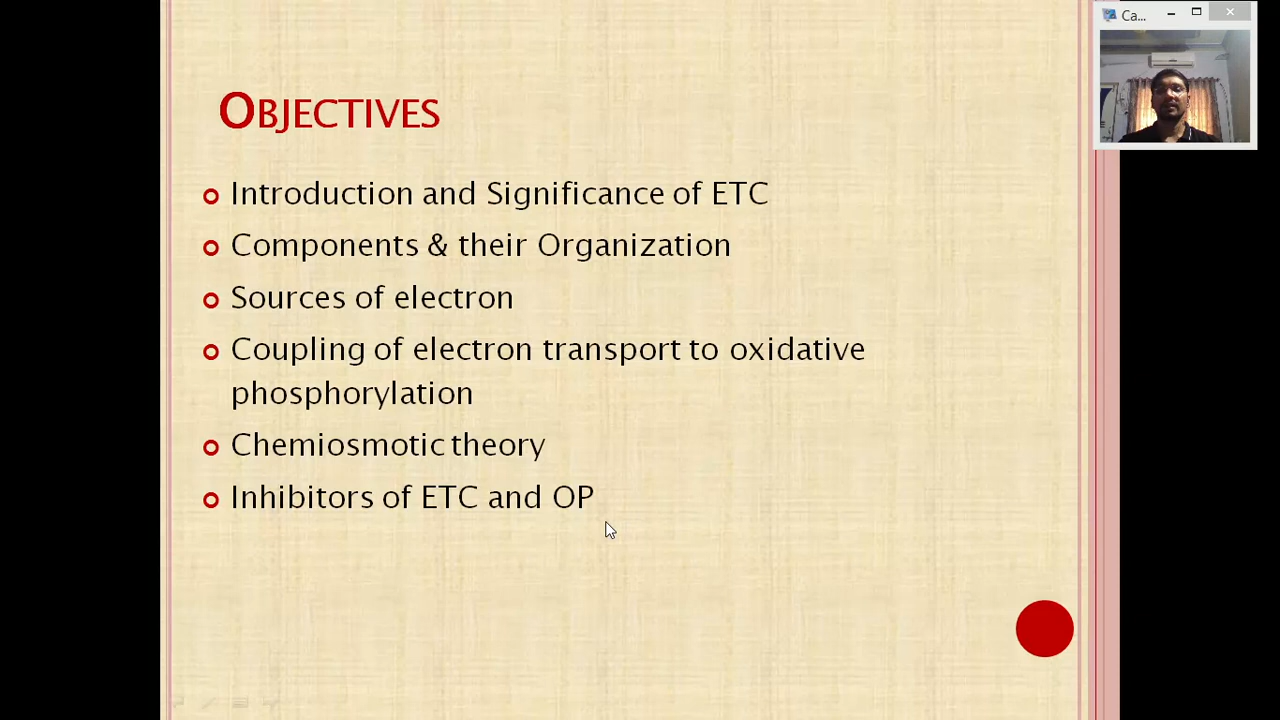 OBJECTIVES
Introduction and Significance of ETC
Components & their Organization
Sources of electron
Coupling of electron transport to oxidative
phosphorylation
Chemiosmotic theory
Inhibitors of ETC and OP
Ca...